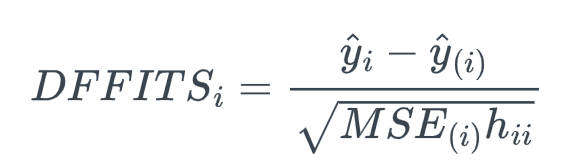 $DFFITS_i = \frac{\hat{y}_i - \hat{y}_{(i)}}{\sqrt{MSE_{(i)} h_{ii}}}$